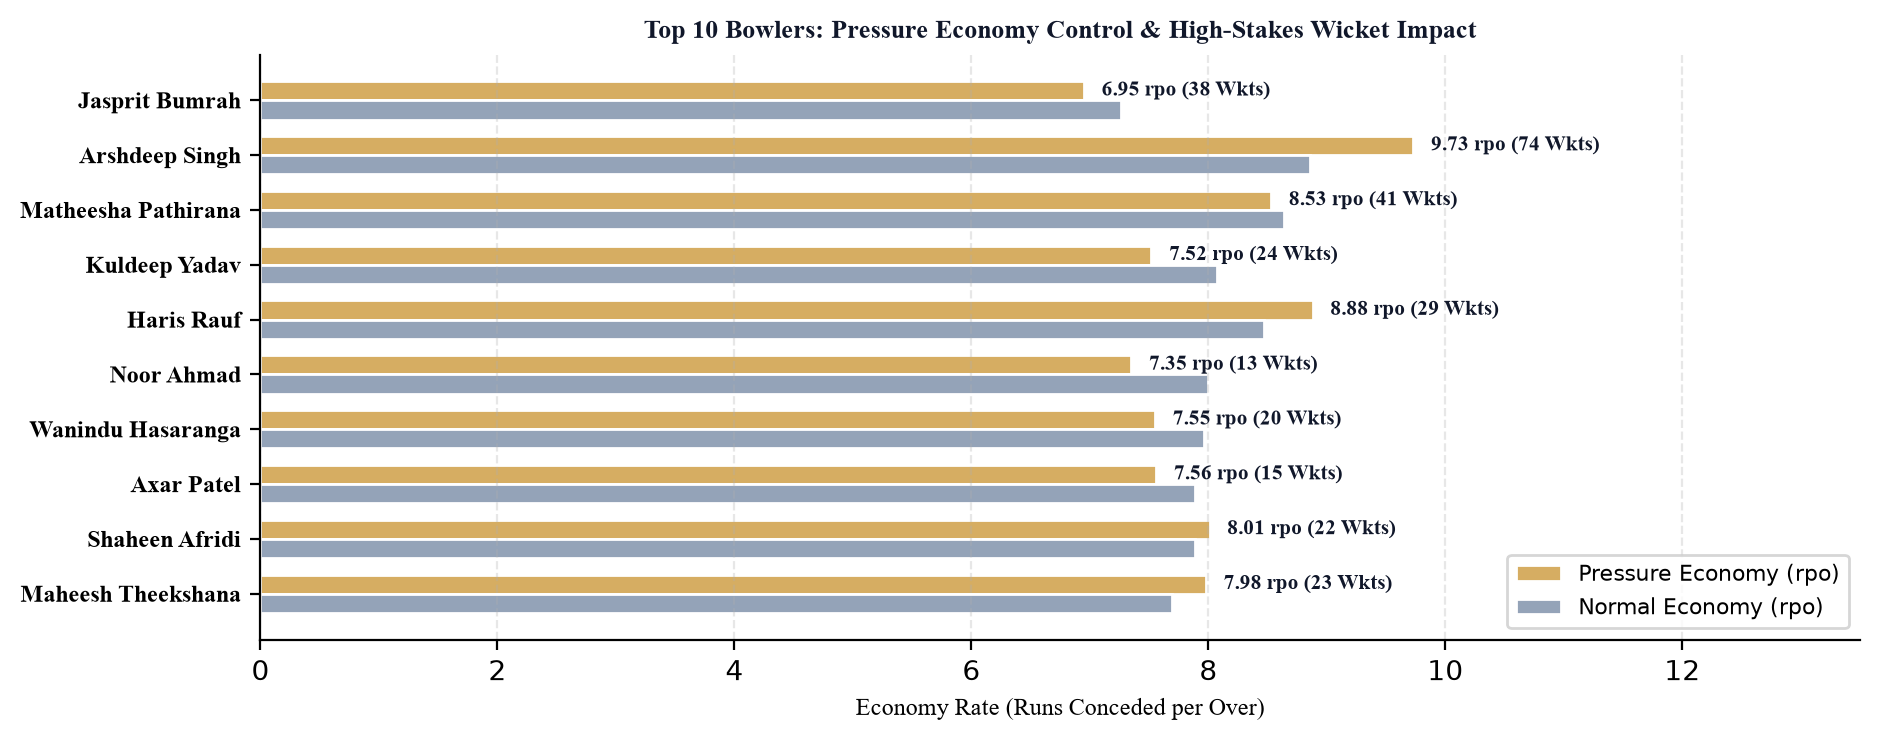 Top 10 Bowlers: Pressure Economy Control & High-Stakes Wicket Impact
Jasprit Bumrah
6.95 rpo (38 Wkts)
Arshdeep Singh
9.73 rpo (74 Wkts)
Matheesha Pathirana
8.53 rpo (41 Wkts)
Kuldeep Yadav
7.52 rpo (24 Wkts)
Haris Rauf
8.88 rpo (29 Wkts)
Noor Ahmad
7.35 rpo (13 Wkts)
Wanindu Hasaranga
7.55 rpo (20 Wkts)
Axar Patel
7.56 rpo (15 Wkts)
Shaheen Afridi
8.01 rpo (22 Wkts)
Maheesh Theekshana
7.98 rpo (23 Wkts)
Pressure Economy (rpo)
Normal Economy (rpo)
0 2 4 6 8 10 12
Economy Rate (Runs Conceded per Over)